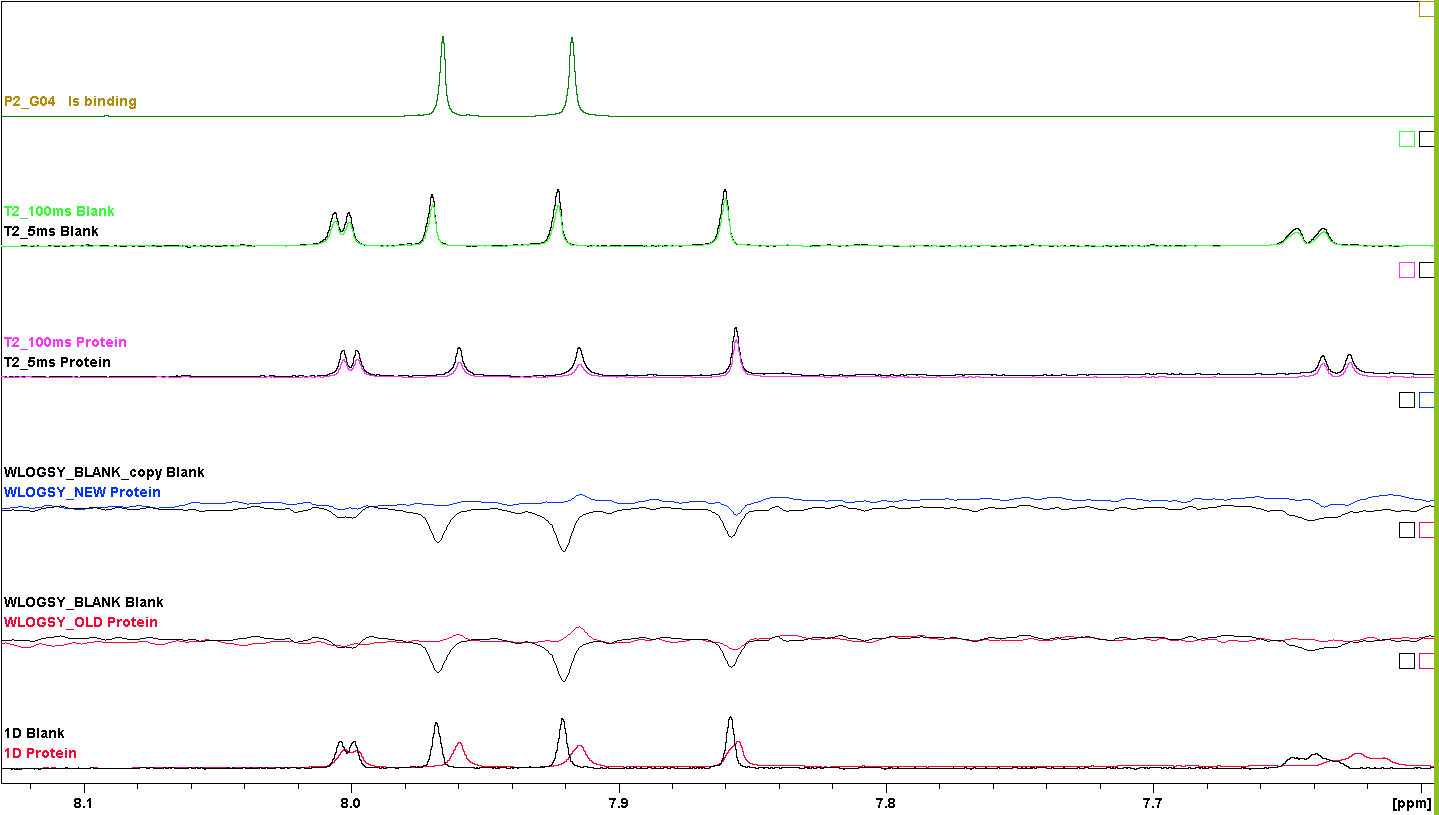 P2_G04 Is binding
T2_100ms Blank
T2_5ms Blank
T2_100ms Protein
T2_5ms Protein
WLOGSY_BLANK_copy Blank
WLOGSY_NEW Protein
WLOGSY_BLANK Blank
WLOGSY_OLD Protein
1D Blank
1D Protein
8.1 8.0 7.9 7.8 7.7 [ppm]